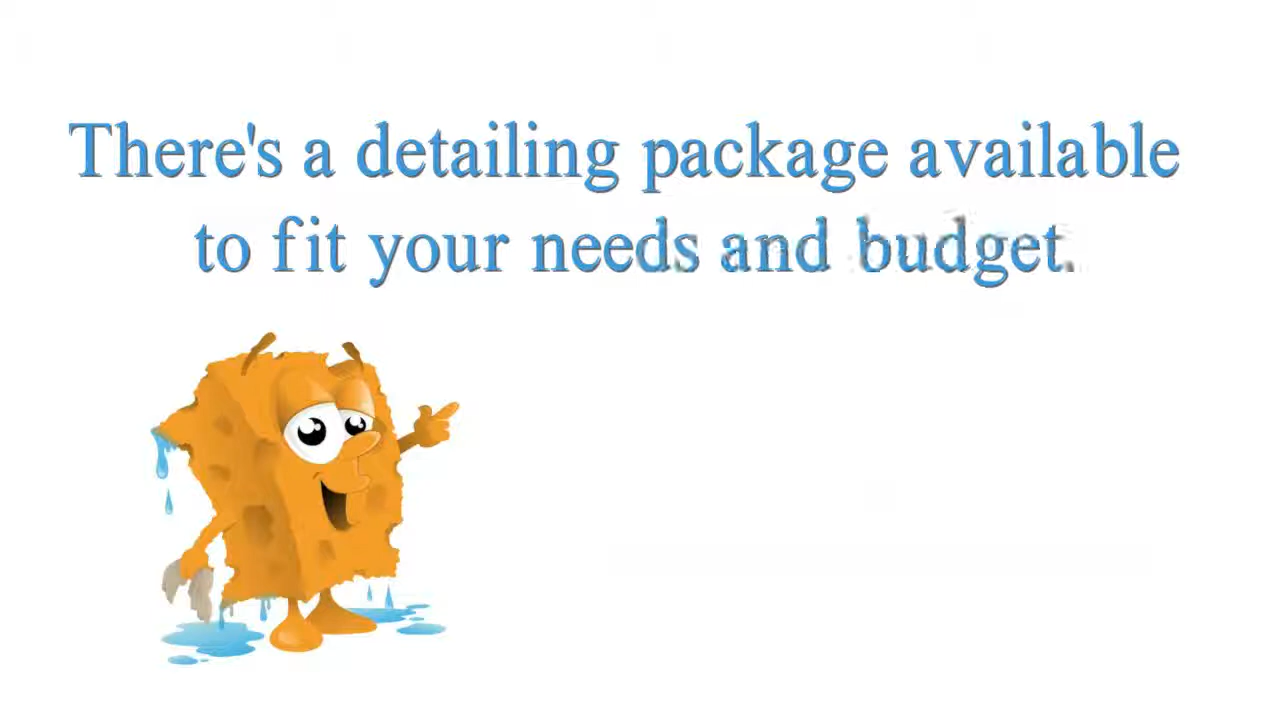 There's a detailing package available
to fit your needs and budget.